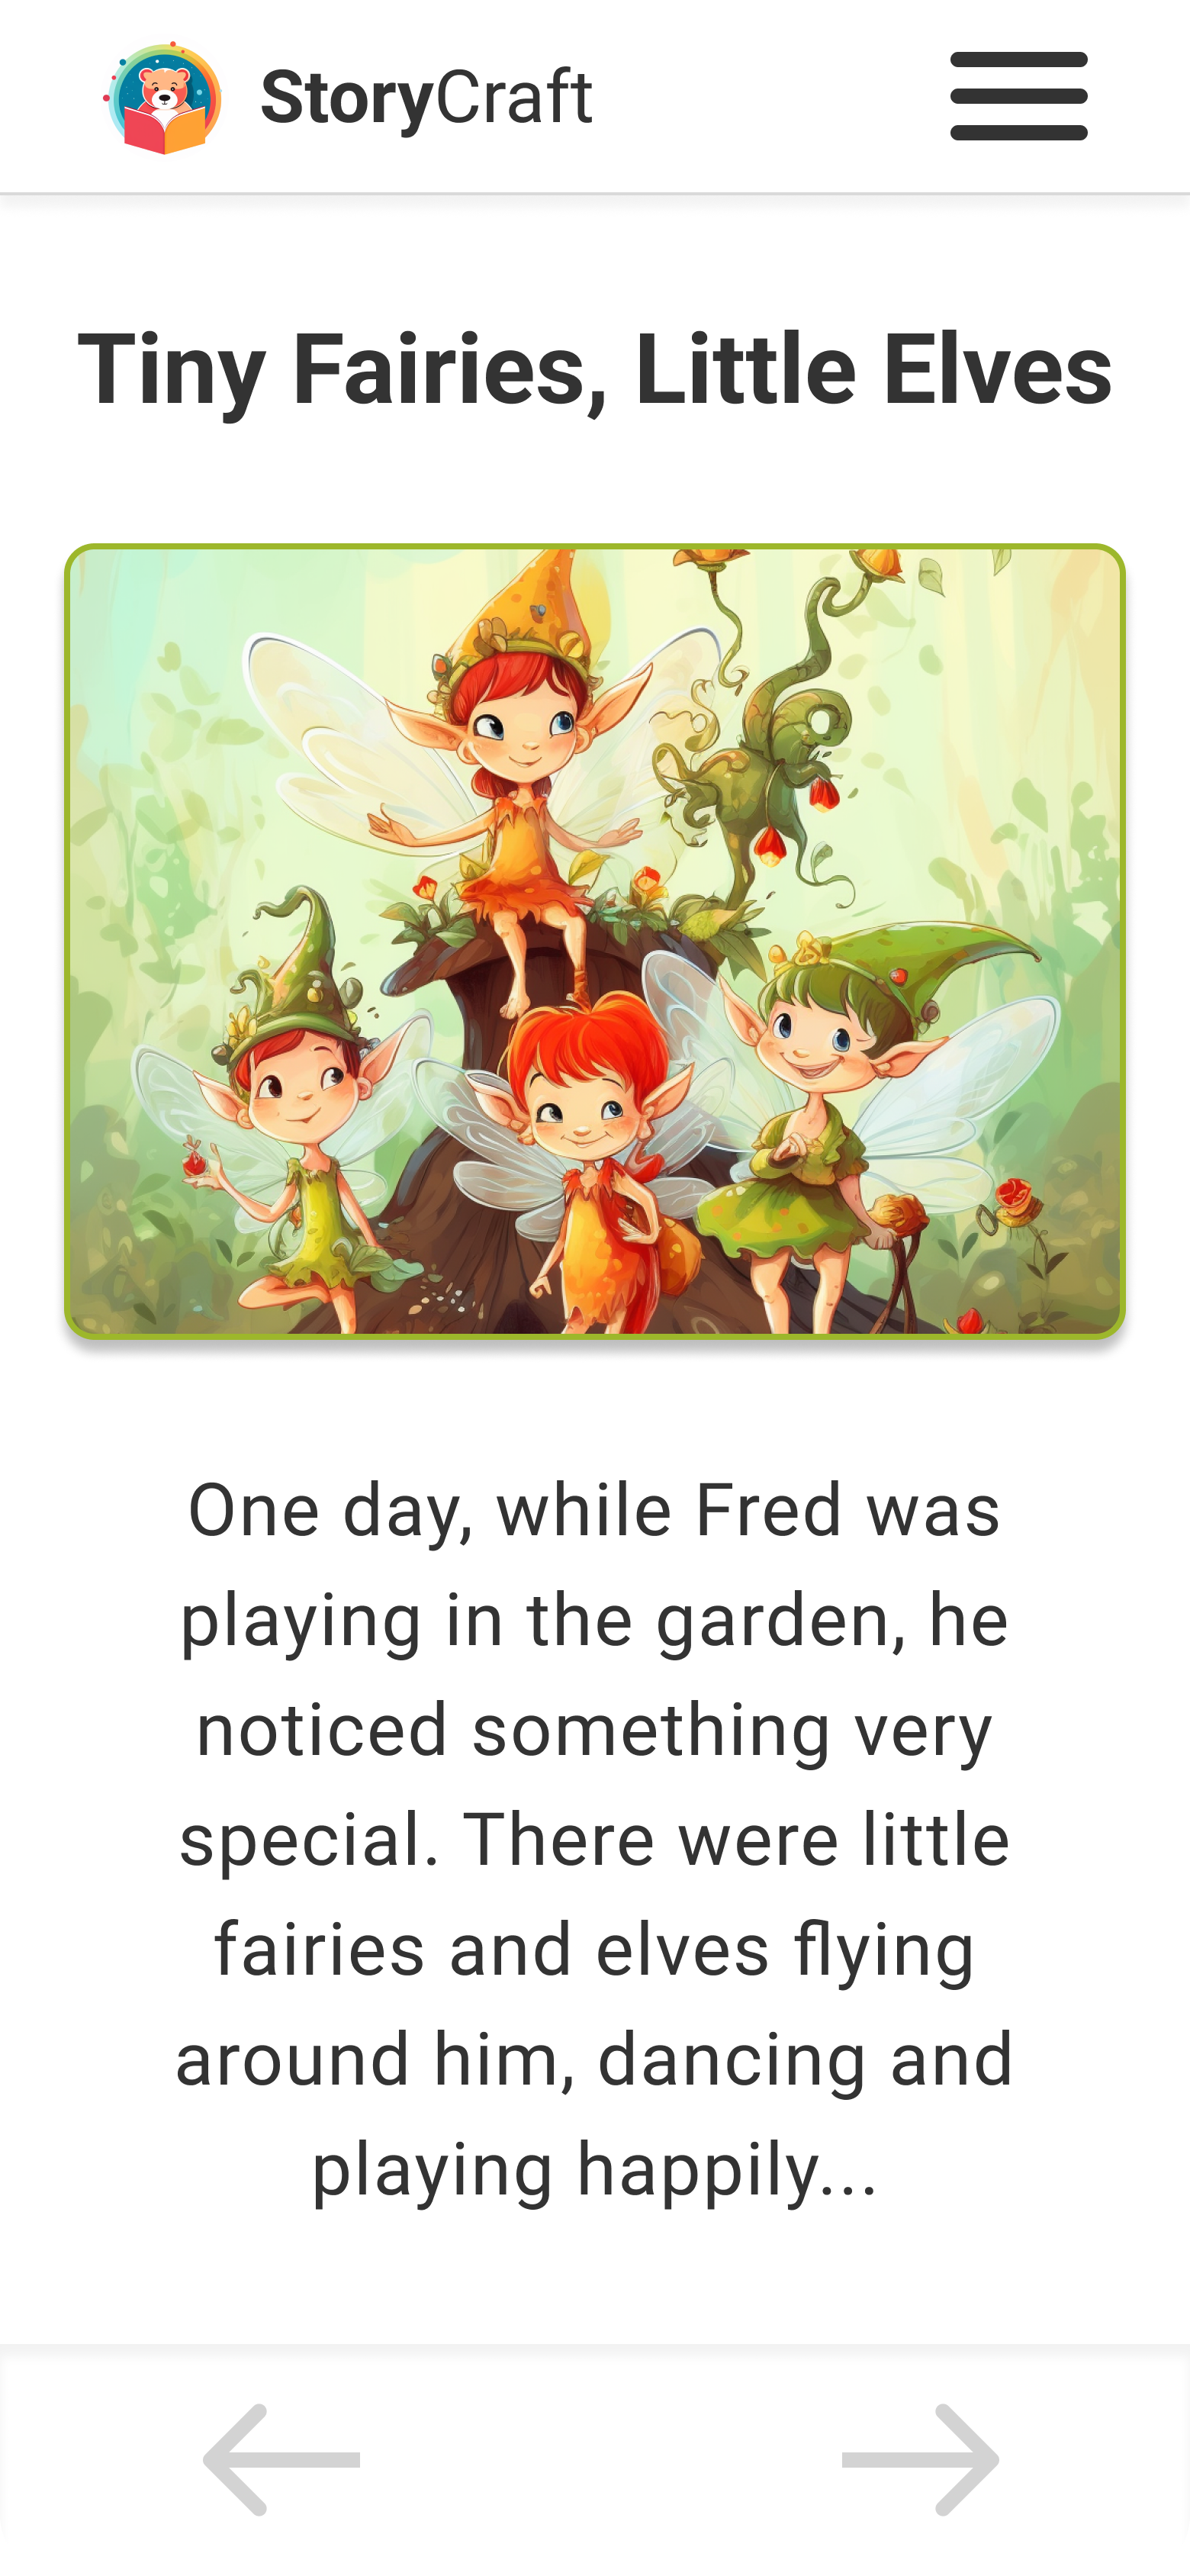 StoryCraft
Tiny Fairies, Little Elves
One day, while Fred was
playing in the garden, he
noticed something very
special. There were little
fairies and elves flying
around him, dancing and
playing happily...